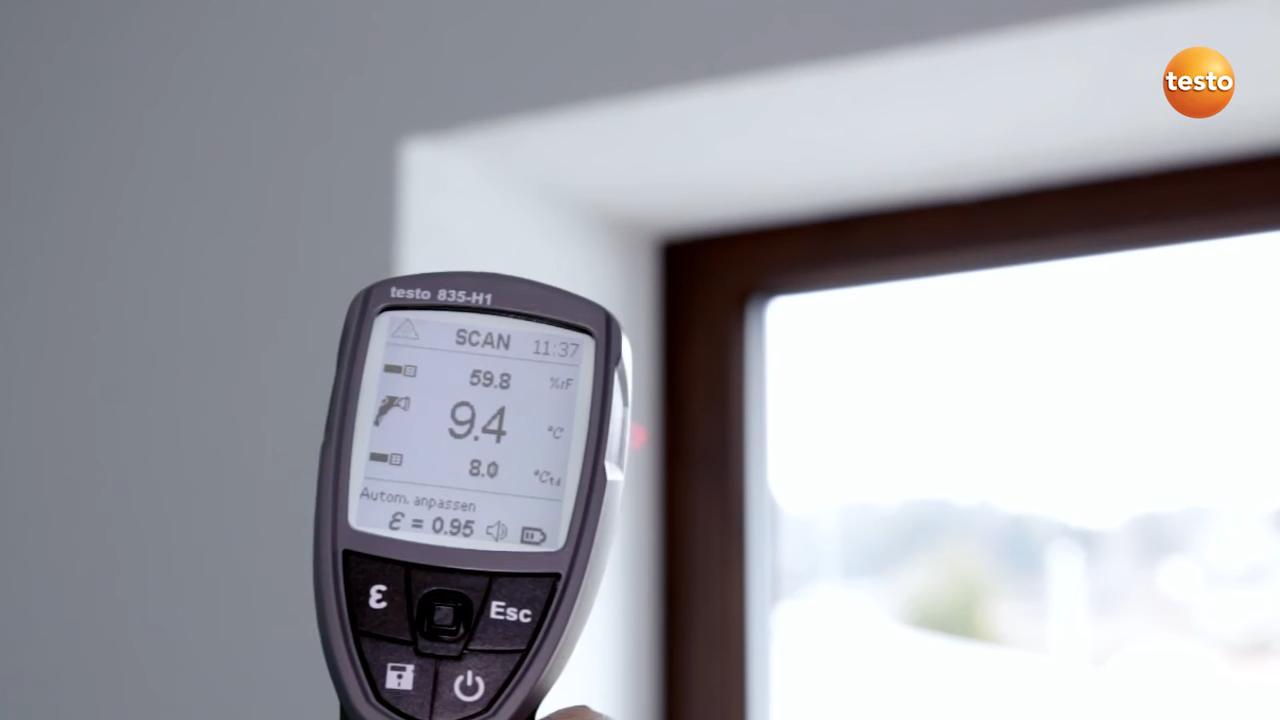 testo
testo 835-H1
SCAN 11:37
59.8 %rF
9.4 °C
8.0 °Ctd
Autom. anpassen
ε = 0.95
ε
Esc